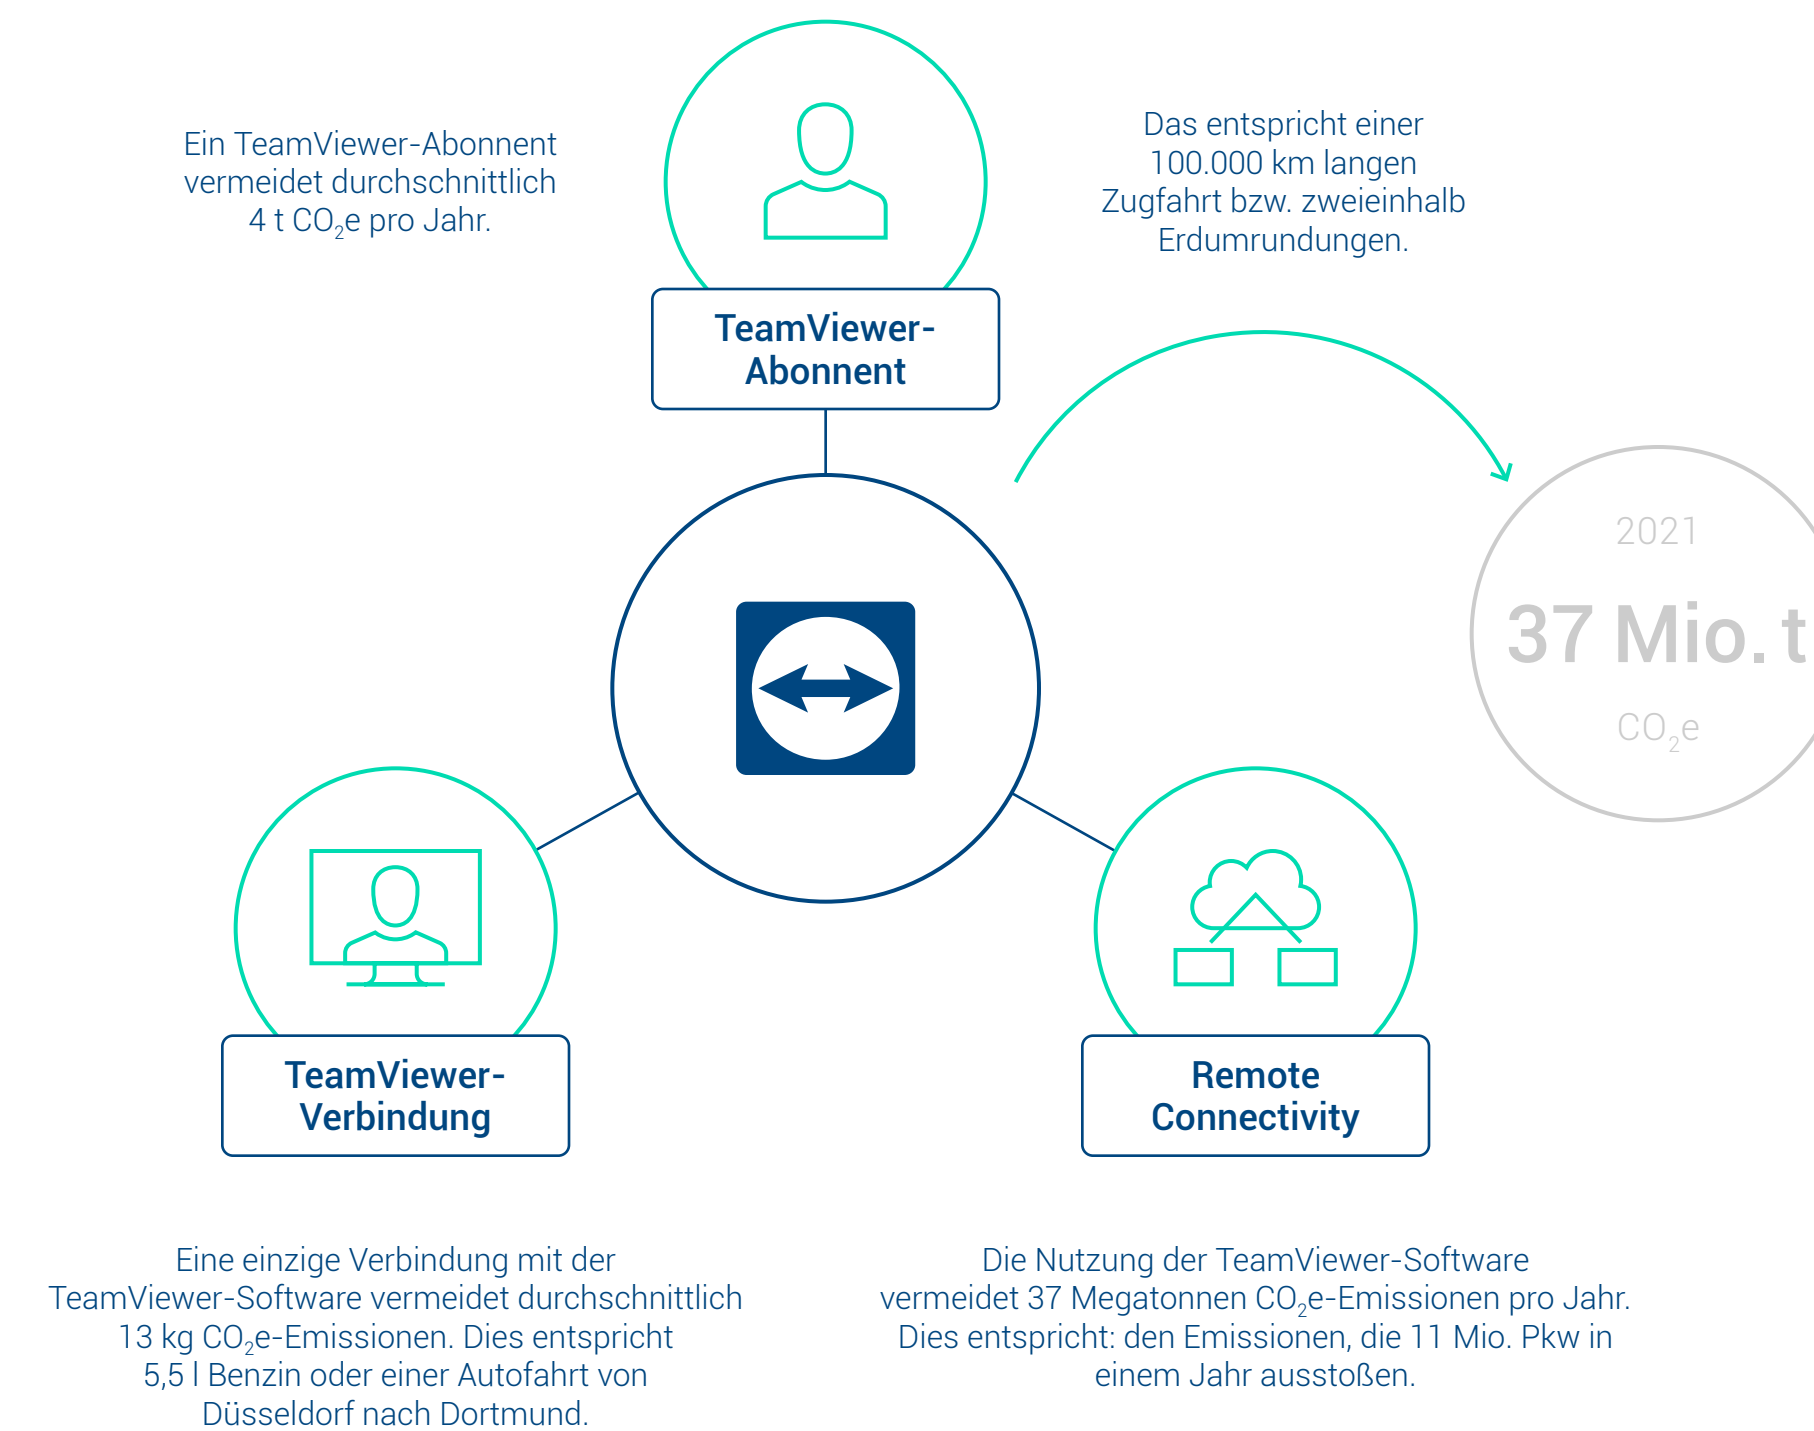 Ein TeamViewer-Abonnent
vermeidet durchschnittlich
4 t CO₂e pro Jahr.
Das entspricht einer
100.000 km langen
Zugfahrt bzw. zweieinhalb
Erdumrundungen.
TeamViewer-
Abonnent
2021
37 Mio. t
CO₂e
TeamViewer-
Verbindung
Remote
Connectivity
Eine einzige Verbindung mit der
TeamViewer-Software vermeidet durchschnittlich
13 kg CO₂e-Emissionen. Dies entspricht
5,5 l Benzin oder einer Autofahrt von
Düsseldorf nach Dortmund.
Die Nutzung der TeamViewer-Software
vermeidet 37 Megatonnen CO₂e-Emissionen pro Jahr.
Dies entspricht: den Emissionen, die 11 Mio. Pkw in
einem Jahr ausstoßen.